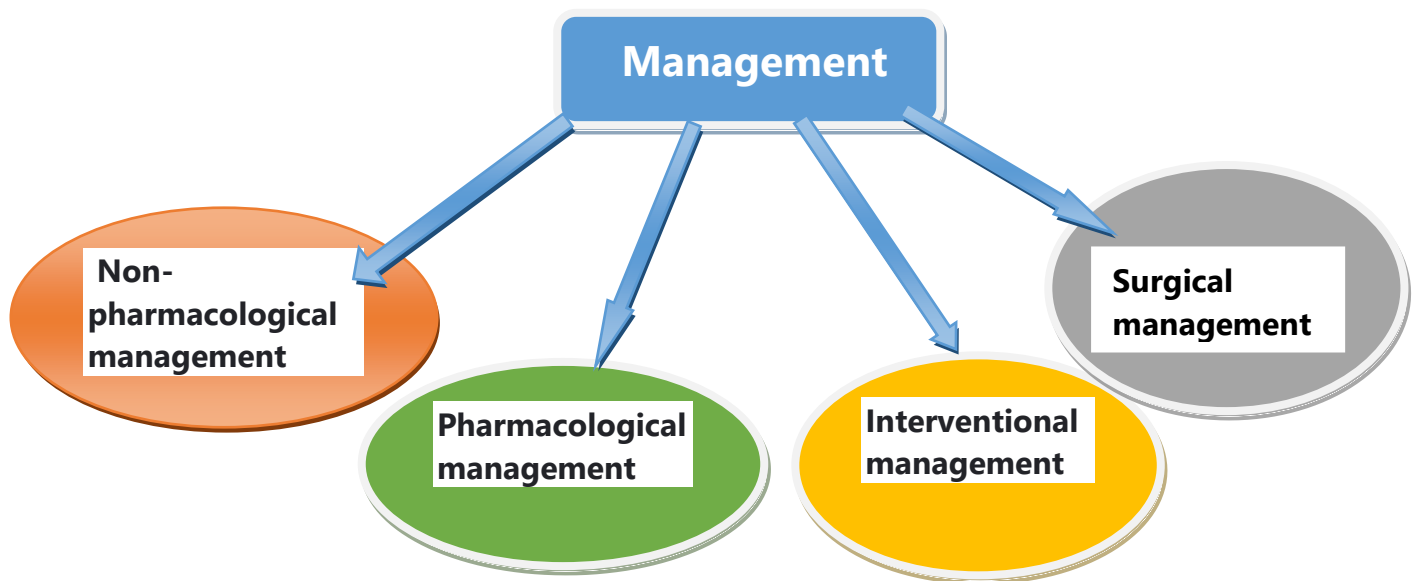 Management
Non-
pharmacological
management
Pharmacological
management
Interventional
management
Surgical
management